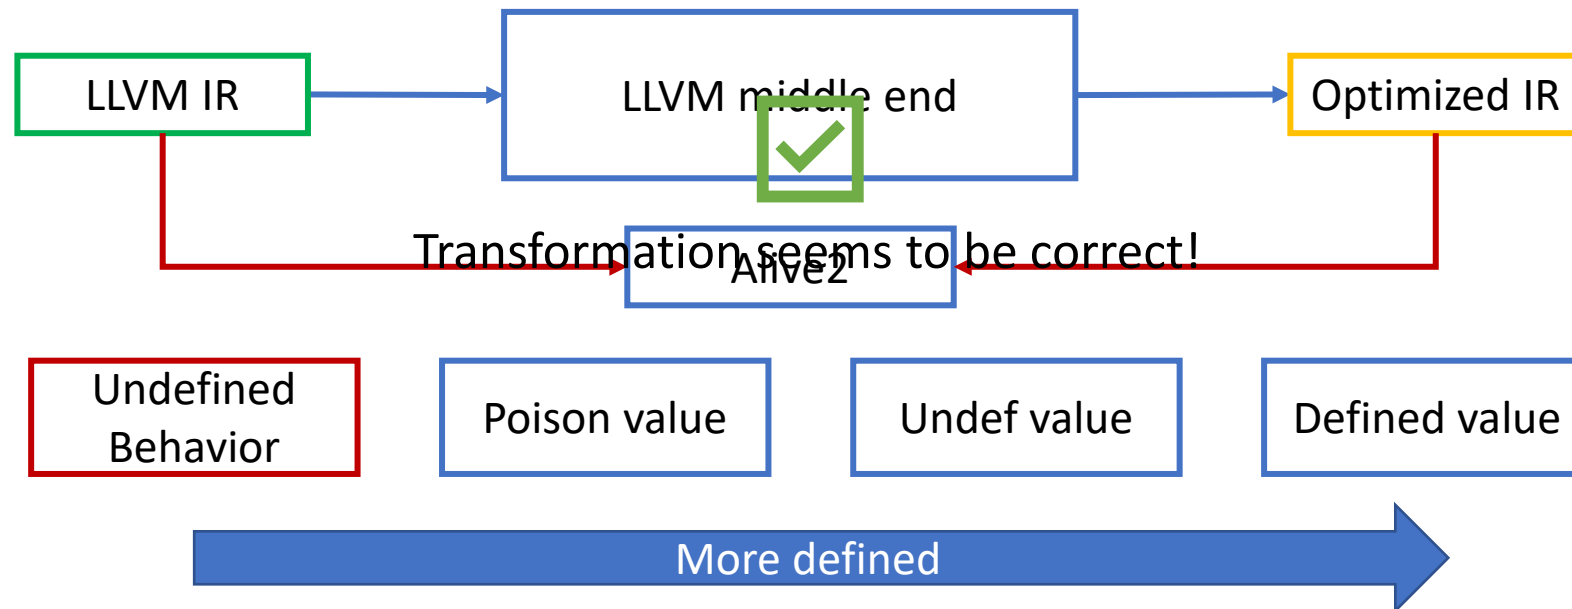 LLVM IR
LLVM middle end
Optimized IR
Transformation seems to be correct!
Alive2
Undefined
Behavior
Poison value
Undef value
Defined value
More defined